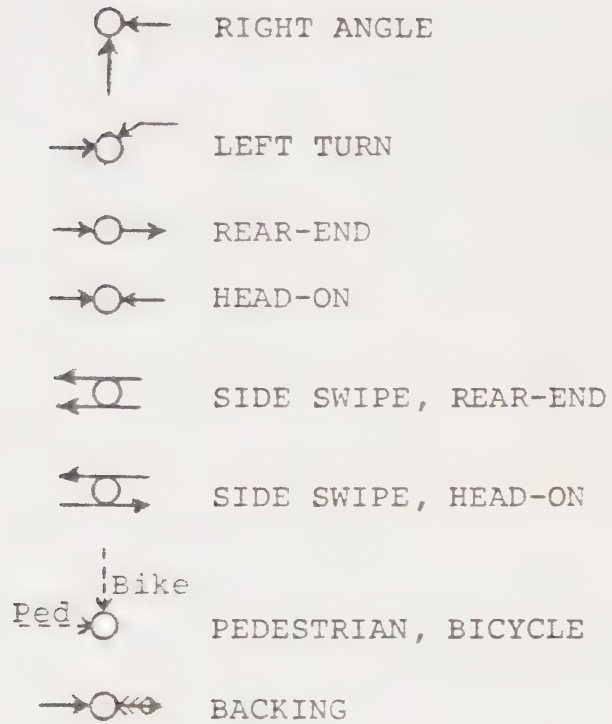 RIGHT ANGLE
LEFT TURN
REAR-END
HEAD-ON
SIDE SWIPE, REAR-END
SIDE SWIPE, HEAD-ON
Bike
Ped
PEDESTRIAN, BICYCLE
BACKING